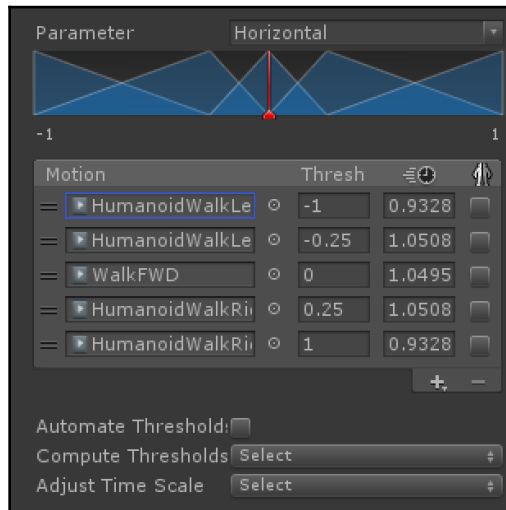 Parameter Horizontal
-1 1
Motion Thresh
HumanoidWalkLe -1 0.9328
HumanoidWalkLe -0.25 1.0508
WalkFWD 0 1.0495
HumanoidWalkRi 0.25 1.0508
HumanoidWalkRi 1 0.9328
Automate Threshold
Compute Thresholds Select
Adjust Time Scale Select